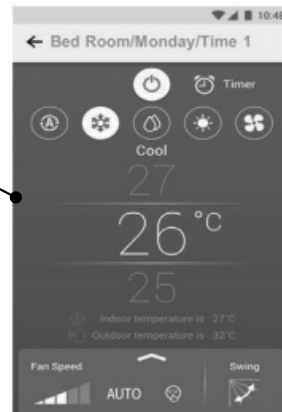 10:48
← Bed Room/Monday/Time 1
Timer
A
Cool
27
26°C
25
Indoor temperature is 27°C
Outdoor temperature is 32°C
Fan Speed
Swing
AUTO